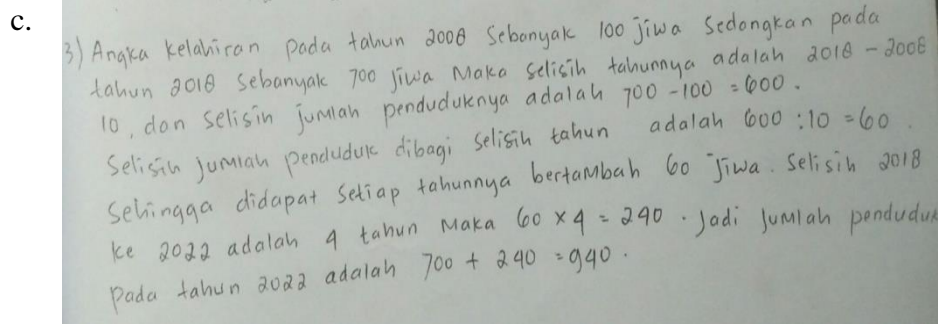 c.
3) Angka kelahiran pada tahun 2008 Sebanyak 100 jiwa Sedangkan pada
tahun 2018 Sebanyak 700 jiwa Maka selisih tahunnya adalah 2018 - 2008
10, dan selisih jumlah penduduknya adalah 700 - 100 = 600.
Selisih jumlah penduduk dibagi selisih tahun adalah 600 : 10 = 60.
Sehingga didapat Setiap tahunnya bertambah 60 Jiwa. Selisih 2018
ke 2022 adalah 4 tahun Maka 60 x 4 = 240. Jadi Jumlah penduduk
pada tahun 2022 adalah 700 + 240 = 940.